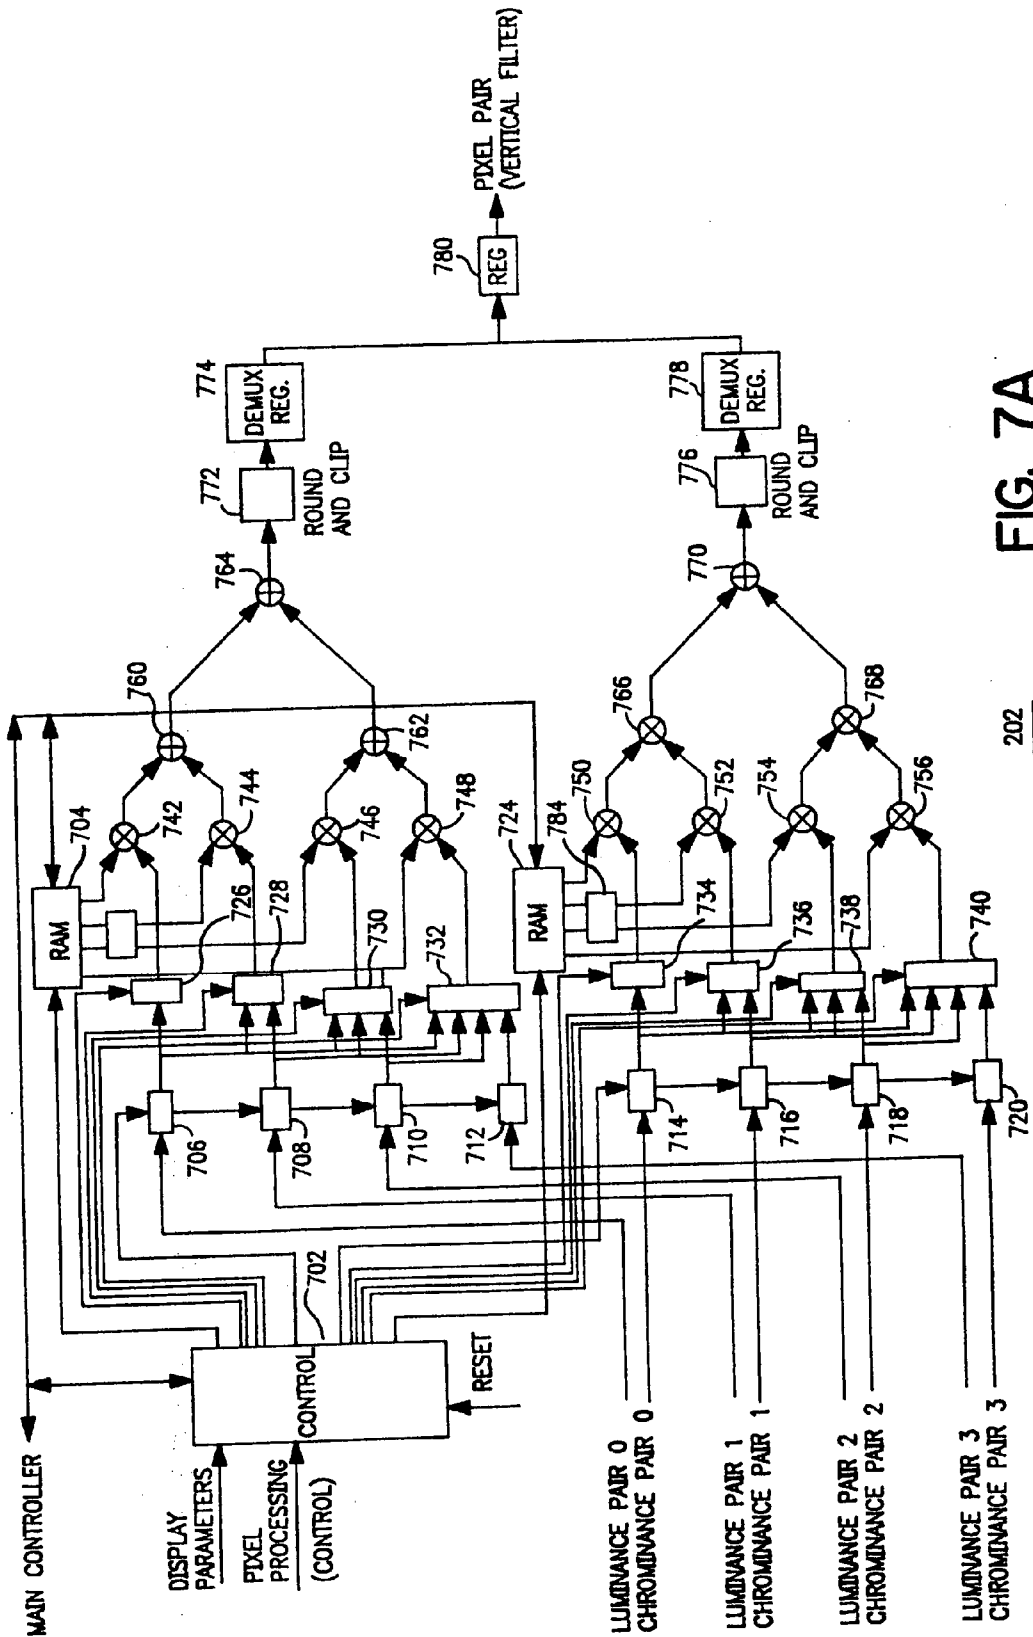 MAIN CONTROLLER
DISPLAY
PARAMETERS
PIXEL
PROCESSING
(CONTROL)
CONTROL
702
RESET
LUMINANCE PAIR 0
CHROMINANCE PAIR 0
LUMINANCE PAIR 1
CHROMINANCE PAIR 1
LUMINANCE PAIR 2
CHROMINANCE PAIR 2
LUMINANCE PAIR 3
CHROMINANCE PAIR 3
706
708
710
712
714
716
718
720
RAM
704
726
728
730
732
RAM
724
784
734
736
738
740
742
744
746
748
750
752
754
756
760
762
764
766
768
770
772
ROUND
AND CLIP
774
DEMUX
REG.
776
ROUND
AND CLIP
778
DEMUX
REG.
780
REG
PIXEL PAIR
(VERTICAL FILTER)
202
FIG. 7A